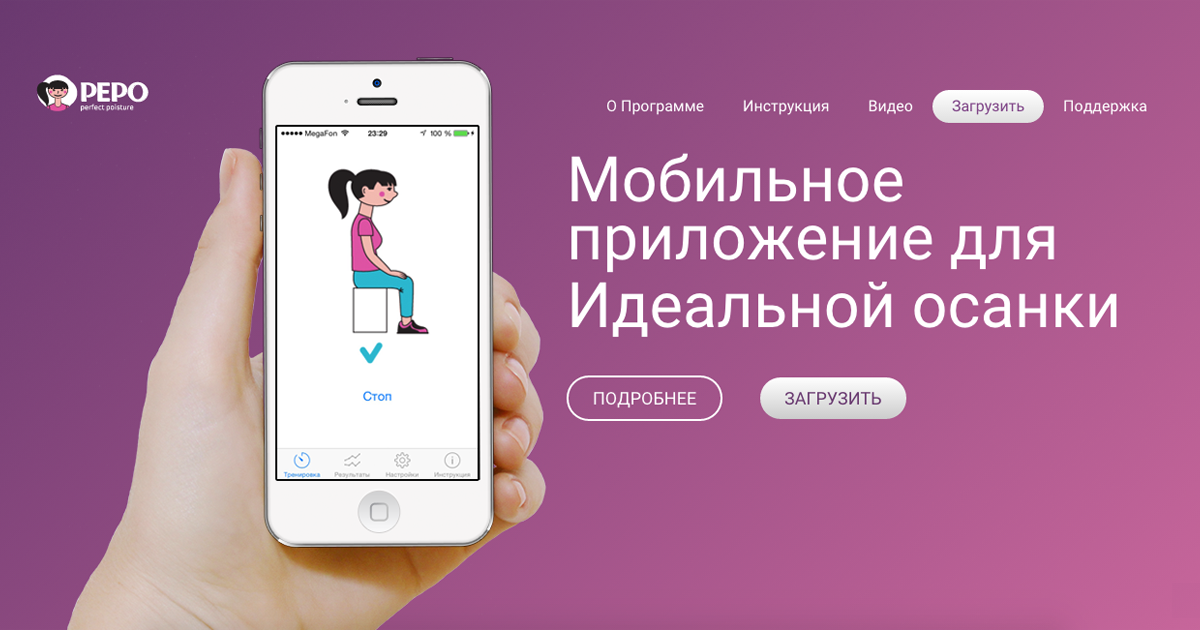 PEPO
perfect poisture
О Программе Инструкция Видео Загрузить Поддержка
Мобильное
приложение для
Идеальной осанки
ПОДРОБНЕЕ ЗАГРУЗИТЬ
MegaFon 23:29 100 %
Стоп
Тренировка Результаты Настройки Инструкция